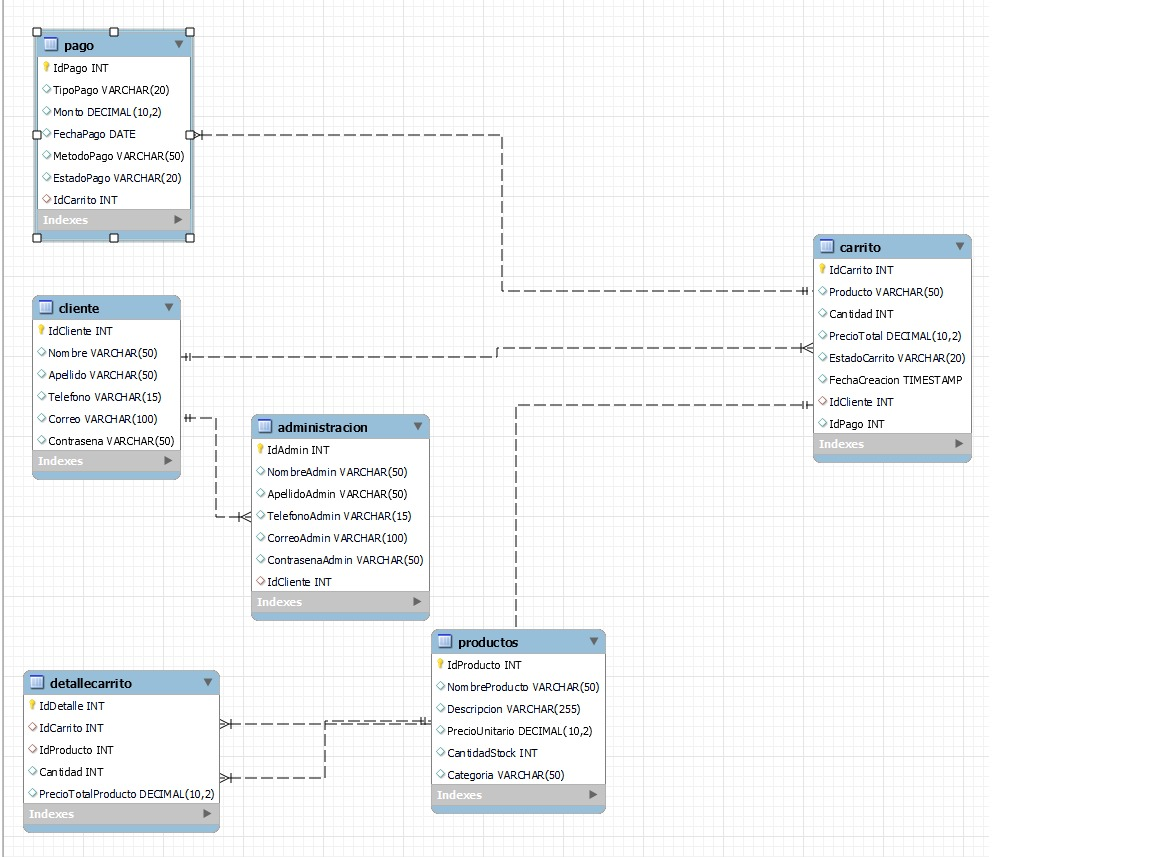 pago
IdPago INT
TipoPago VARCHAR(20)
Monto DECIMAL(10,2)
FechaPago DATE
MetodoPago VARCHAR(50)
EstadoPago VARCHAR(20)
IdCarrito INT
Indexes
carrito
IdCarrito INT
Producto VARCHAR(50)
Cantidad INT
PrecioTotal DECIMAL(10,2)
EstadoCarrito VARCHAR(20)
FechaCreacion TIMESTAMP
IdCliente INT
IdPago INT
Indexes
cliente
IdCliente INT
Nombre VARCHAR(50)
Apellido VARCHAR(50)
Telefono VARCHAR(15)
Correo VARCHAR(100)
Contrasena VARCHAR(50)
Indexes
administracion
IdAdmin INT
NombreAdmin VARCHAR(50)
ApellidoAdmin VARCHAR(50)
TelefonoAdmin VARCHAR(15)
CorreoAdmin VARCHAR(100)
ContrasenaAdmin VARCHAR(50)
IdCliente INT
Indexes
productos
IdProducto INT
NombreProducto VARCHAR(50)
Descripcion VARCHAR(255)
PrecioUnitario DECIMAL(10,2)
CantidadStock INT
Categoria VARCHAR(50)
Indexes
detallecarrito
IdDetalle INT
IdCarrito INT
IdProducto INT
Cantidad INT
PrecioTotalProducto DECIMAL(10,2)
Indexes